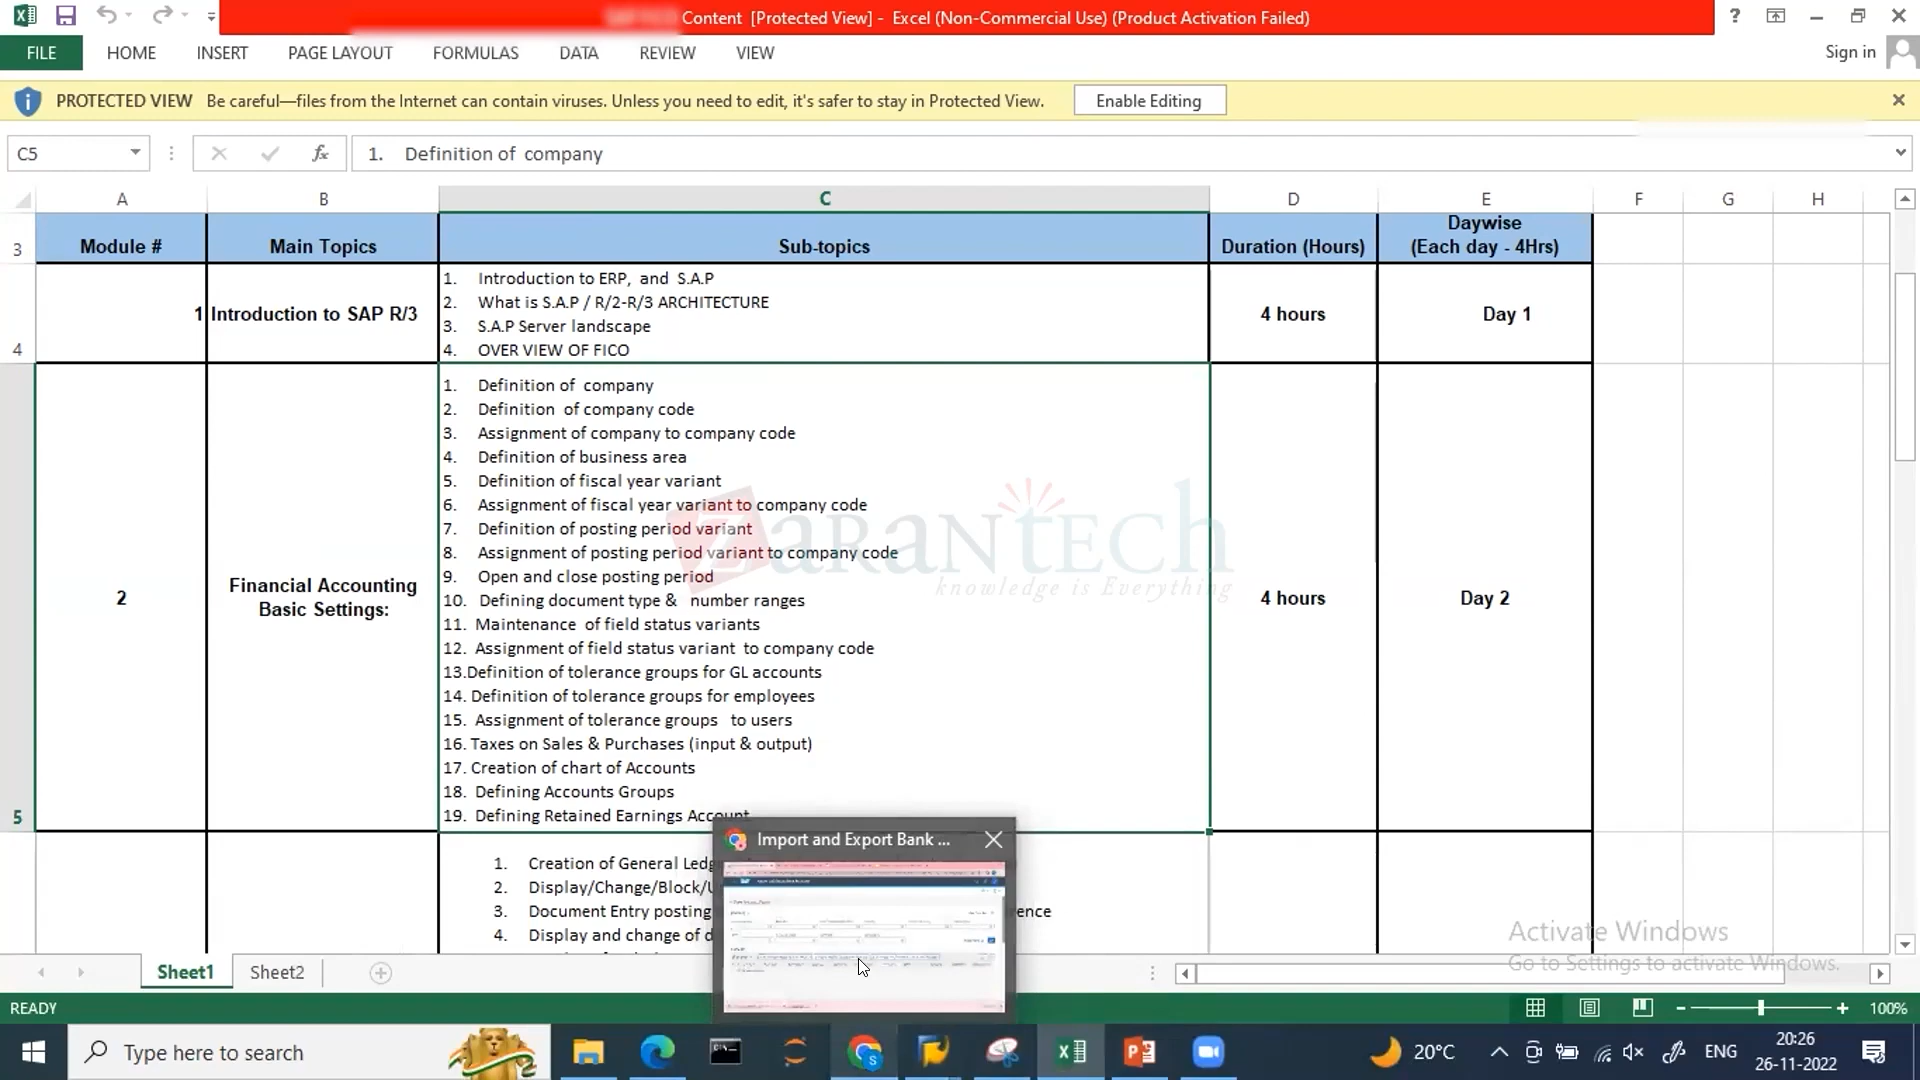 Content [Protected View] - Excel (Non-Commercial Use) (Product Activation Failed)
FILE HOME INSERT PAGE LAYOUT FORMULAS DATA REVIEW VIEW Sign in
PROTECTED VIEW Be careful—files from the Internet can contain viruses. Unless you need to edit, it's safer to stay in Protected View. Enable Editing
C5 fx 1. Definition of company
A B C D E F G H
3 Module # Main Topics Sub-topics Duration (Hours) Daywise
(Each day - 4Hrs)
4 1 Introduction to SAP R/3 4 hours Day 1
1. Introduction to ERP, and S.A.P
2. What is S.A.P / R/2-R/3 ARCHITECTURE
3. S.A.P Server landscape
4. OVER VIEW OF FICO
5 2 Financial Accounting
Basic Settings: 4 hours Day 2
1. Definition of company
2. Definition of company code
3. Assignment of company to company code
4. Definition of business area
5. Definition of fiscal year variant
6. Assignment of fiscal year variant to company code
7. Definition of posting period variant
8. Assignment of posting period variant to company code
9. Open and close posting period
10. Defining document type & number ranges
11. Maintenance of field status variants
12. Assignment of field status variant to company code
13.Definition of tolerance groups for GL accounts
14. Definition of tolerance groups for employees
15. Assignment of tolerance groups to users
16. Taxes on Sales & Purchases (input & output)
17. Creation of chart of Accounts
18. Defining Accounts Groups
19. Defining Retained Earnings Account
ZARANTECH
knowledge is Everything
1. Creation of General Ledg
2. Display/Change/Block/U
3. Document Entry posting ence
4. Display and change of d
Import and Export Bank ...
Activate Windows
Go to Settings to activate Windows.
Sheet1 Sheet2
READY 100%
Type here to search 20°C ENG 20:26
26-11-2022